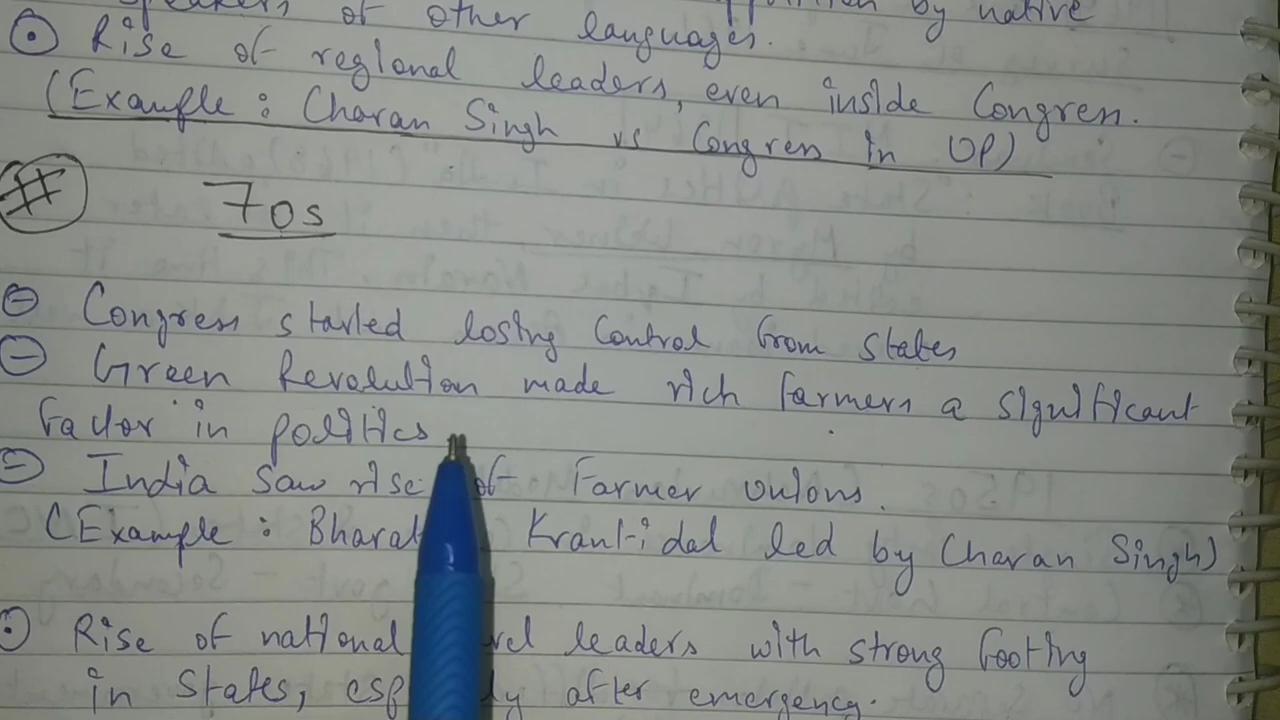 of other languages. by native
⊙ Rise of regional leaders, even inside Congress.
(Example : Charan Singh vs Congress in UP)
# 70s
⊖ Congress started losing control from states
⊖ Green Revolution made rich farmers a significant
factor in politics
⊖ India saw rise of Farmer unions.
(Example : Bharat Kranti dal led by Charan Singh)
⊙ Rise of national leaders with strong footing
in states, after emergency.